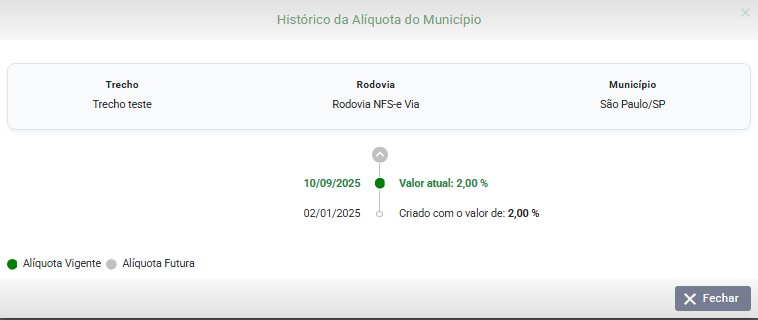 Histórico da Alíquota do Município
Trecho Rodovia Município
Trecho teste Rodovia NFS-e Via São Paulo/SP
10/09/2025 Valor atual: 2,00 %
02/01/2025 Criado com o valor de: 2,00 %
Alíquota Vigente Alíquota Futura
Fechar